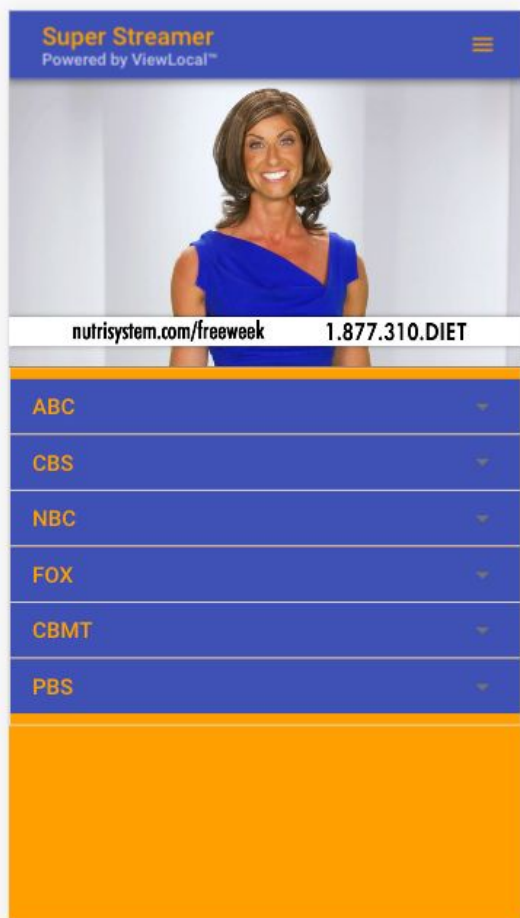 Super Streamer
Powered by ViewLocal™
nutrisystem.com/freeweek 1.877.310.DIET
ABC
CBS
NBC
FOX
CBMT
PBS